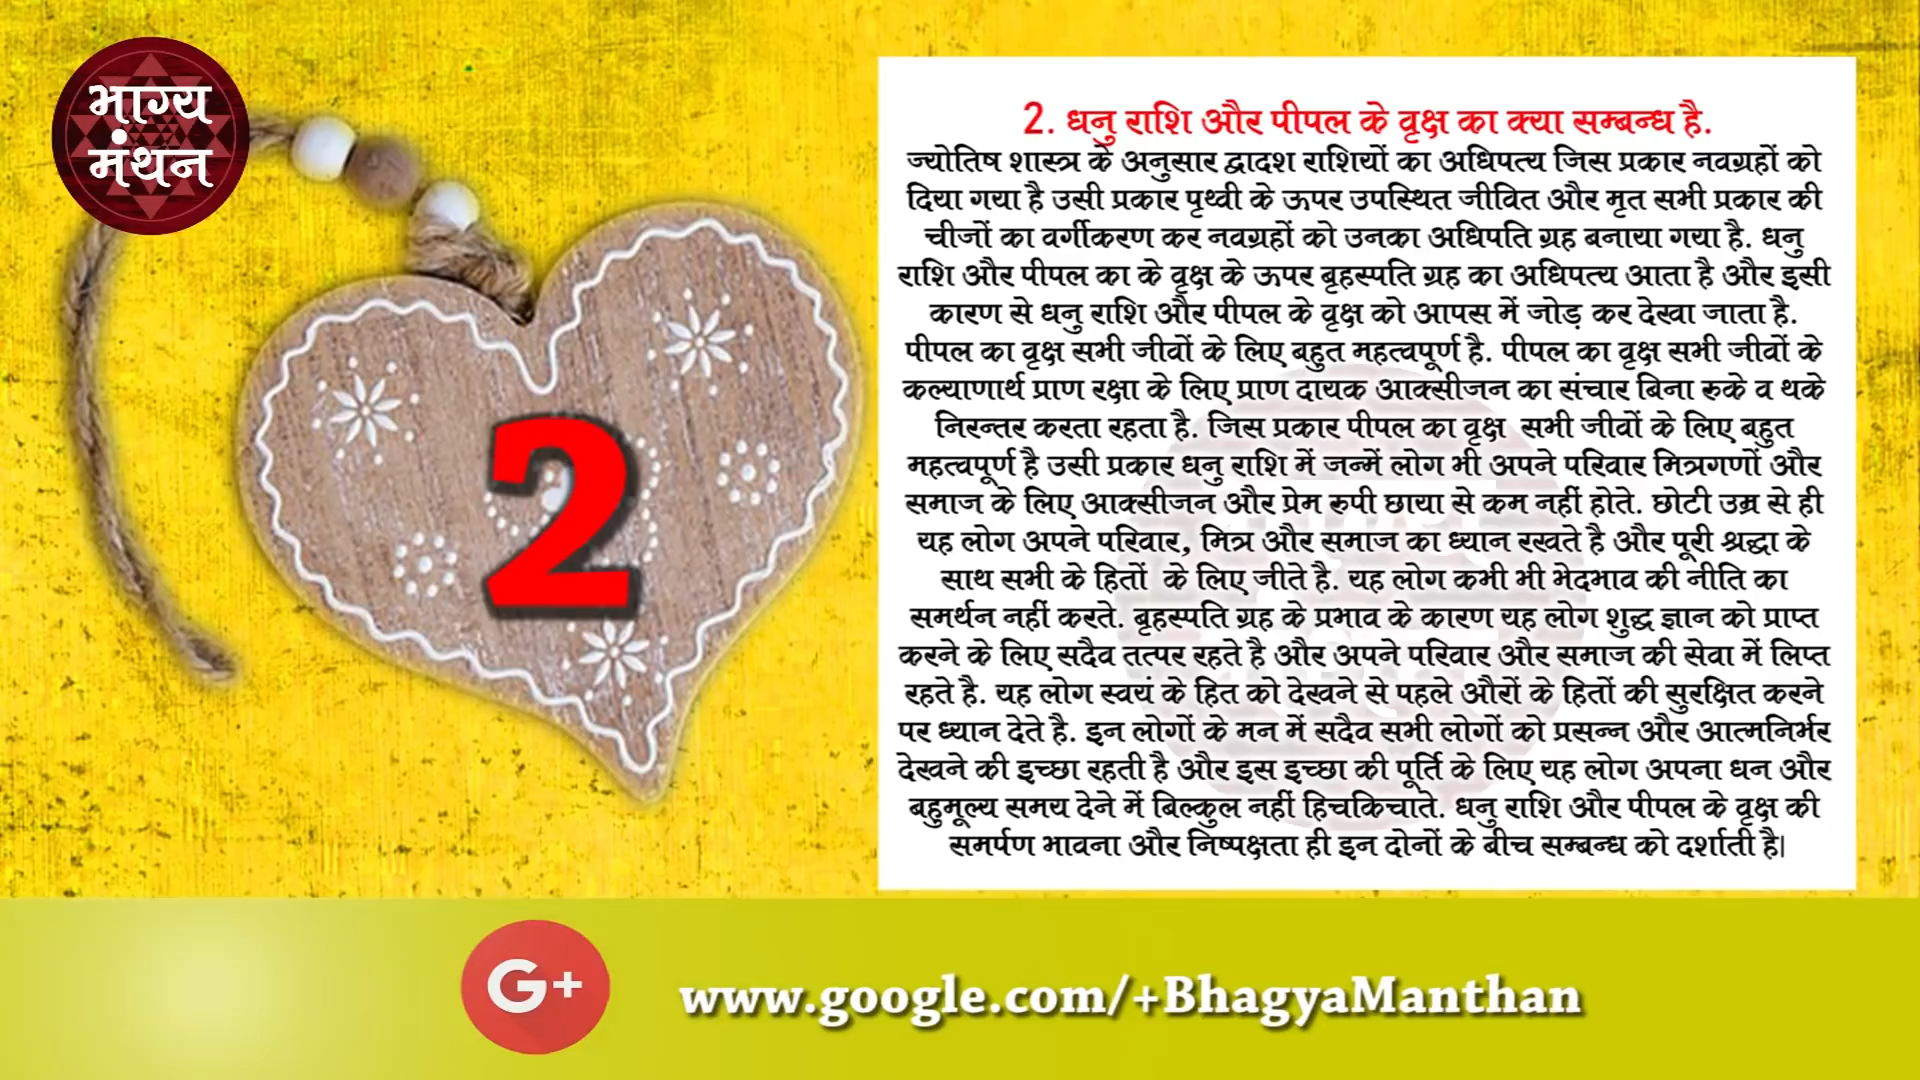 भाग्य
मंथन
2. धनु राशि और पीपल के वृक्ष का क्या सम्बन्ध है.
ज्योतिष शास्त्र के अनुसार द्वादश राशियों का अधिपत्य जिस प्रकार नवग्रहों को
दिया गया है उसी प्रकार पृथ्वी के ऊपर उपस्थित जीवित और मृत सभी प्रकार की
चीजों का वर्गीकरण कर नवग्रहों को उनका अधिपति ग्रह बनाया गया है. धनु
राशि और पीपल का के वृक्ष के ऊपर बृहस्पति ग्रह का अधिपत्य आता है और इसी
कारण से धनु राशि और पीपल के वृक्ष को आपस में जोड़ कर देखा जाता है.
पीपल का वृक्ष सभी जीवों के लिए बहुत महत्वपूर्ण है. पीपल का वृक्ष सभी जीवों के
कल्याणार्थ प्राण रक्षा के लिए प्राण दायक आक्सीजन का संचार बिना रुके व थके
निरन्तर करता रहता है. जिस प्रकार पीपल का वृक्ष सभी जीवों के लिए बहुत
महत्वपूर्ण है उसी प्रकार धनु राशि में जन्में लोग भी अपने परिवार मित्रगणों और
समाज के लिए आक्सीजन और प्रेम रुपी छाया से कम नहीं होते. छोटी उम्र से ही
यह लोग अपने परिवार, मित्र और समाज का ध्यान रखते है और पूरी श्रद्धा के
साथ सभी के हितों के लिए जीते है. यह लोग कभी भी भेदभाव की नीति का
समर्थन नहीं करते. बृहस्पति ग्रह के प्रभाव के कारण यह लोग शुद्ध ज्ञान को प्राप्त
करने के लिए सदैव तत्पर रहते है और अपने परिवार और समाज की सेवा में लिप्त
रहते है. यह लोग स्वयं के हित को देखने से पहले औरों के हितों की सुरक्षित करने
पर ध्यान देते है. इन लोगों के मन में सदैव सभी लोगों को प्रसन्न और आत्मनिर्भर
देखने की इच्छा रहती है और इस इच्छा की पूर्ति के लिए यह लोग अपना धन और
बहुमूल्य समय देने में बिल्कुल नहीं हिचकिचाते. धनु राशि और पीपल के वृक्ष की
समर्पण भावना और निष्पक्षता ही इन दोनों के बीच सम्बन्ध को दर्शाती है।
2
G+
www.google.com/+BhagyaManthan